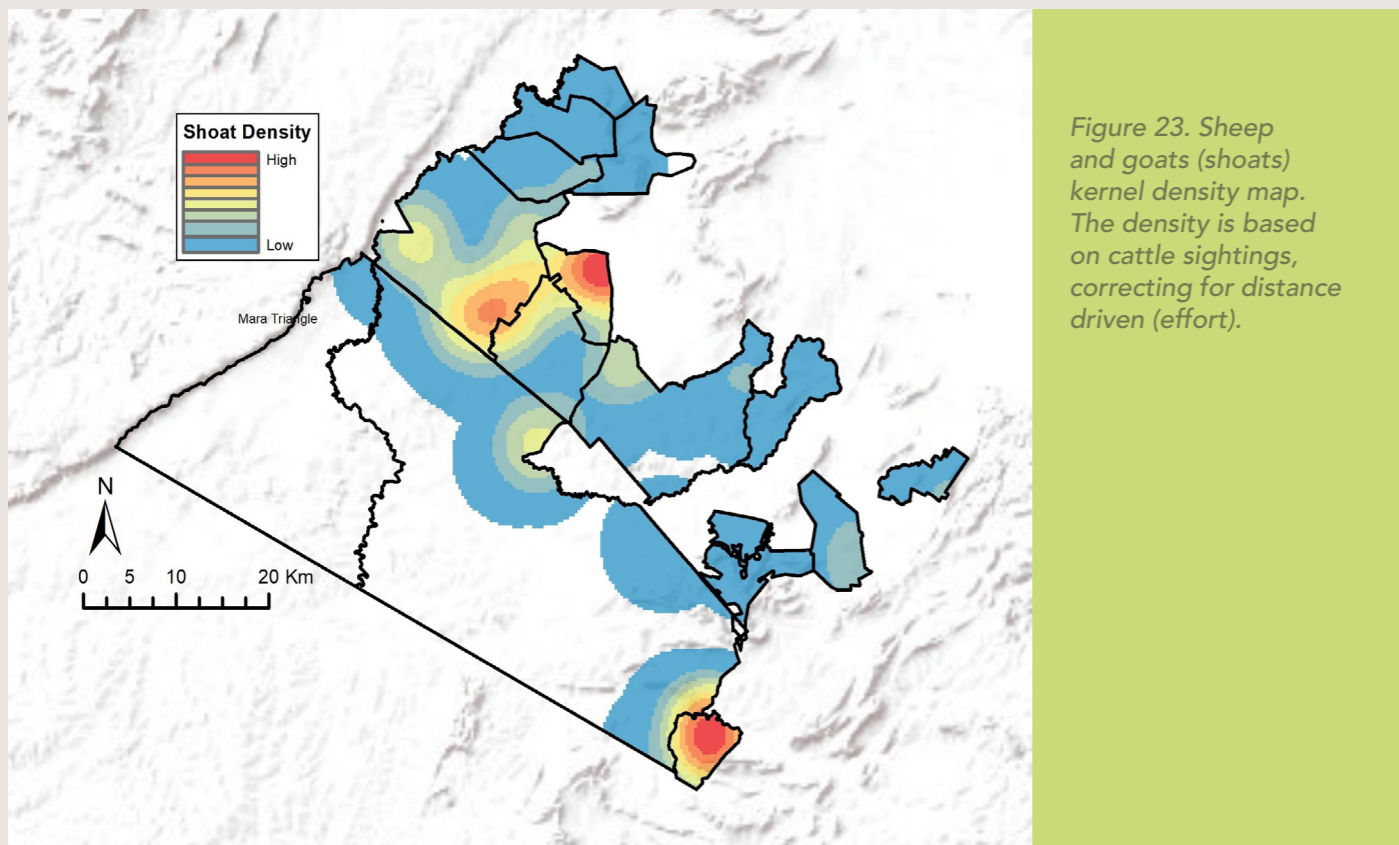 Shoat Density
High
Low
Mara Triangle
N
0 5 10 20 Km
Figure 23. Sheep
and goats (shoats)
kernel density map.
The density is based
on cattle sightings,
correcting for distance
driven (effort).